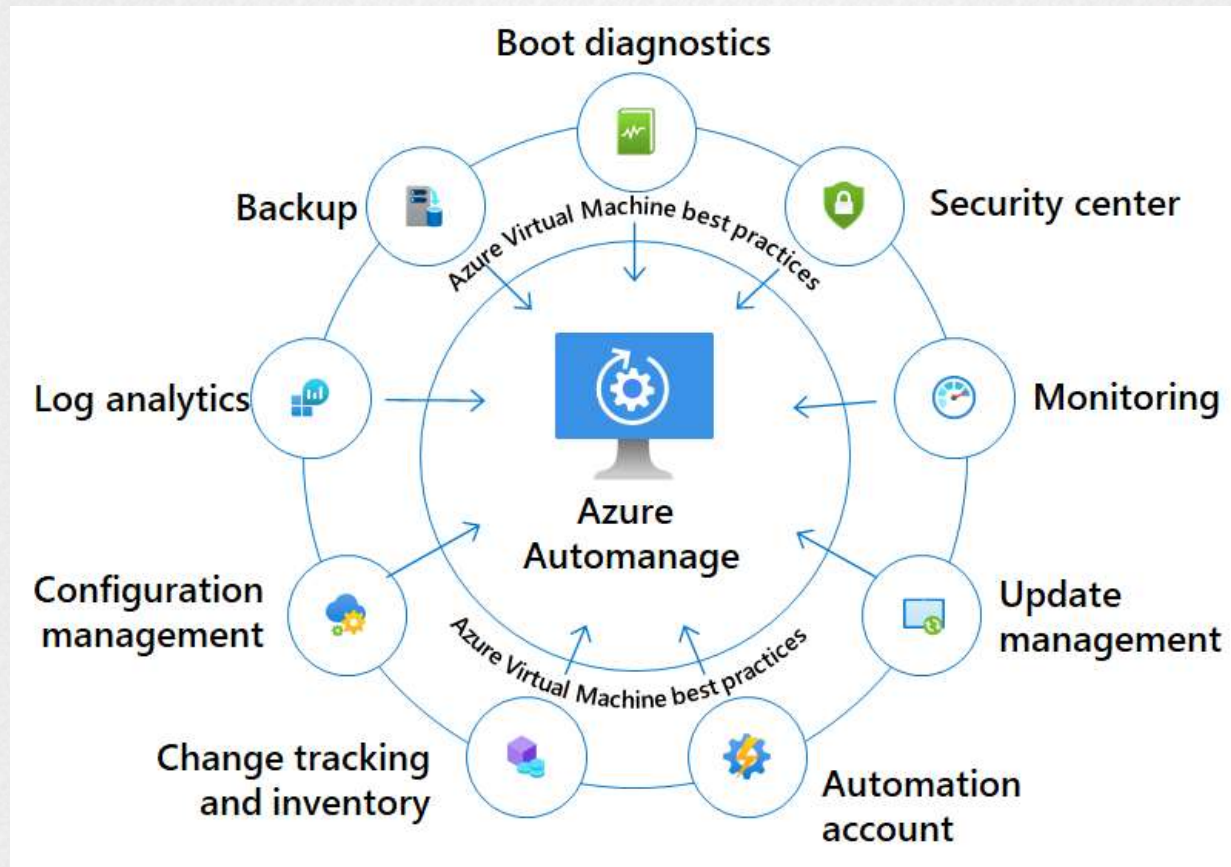 Boot diagnostics
Backup
Security center
Azure Virtual Machine best practices
Log analytics
Monitoring
Azure
Automanage
Configuration
management
Update
management
Azure Virtual Machine best practices
Change tracking
and inventory
Automation
account